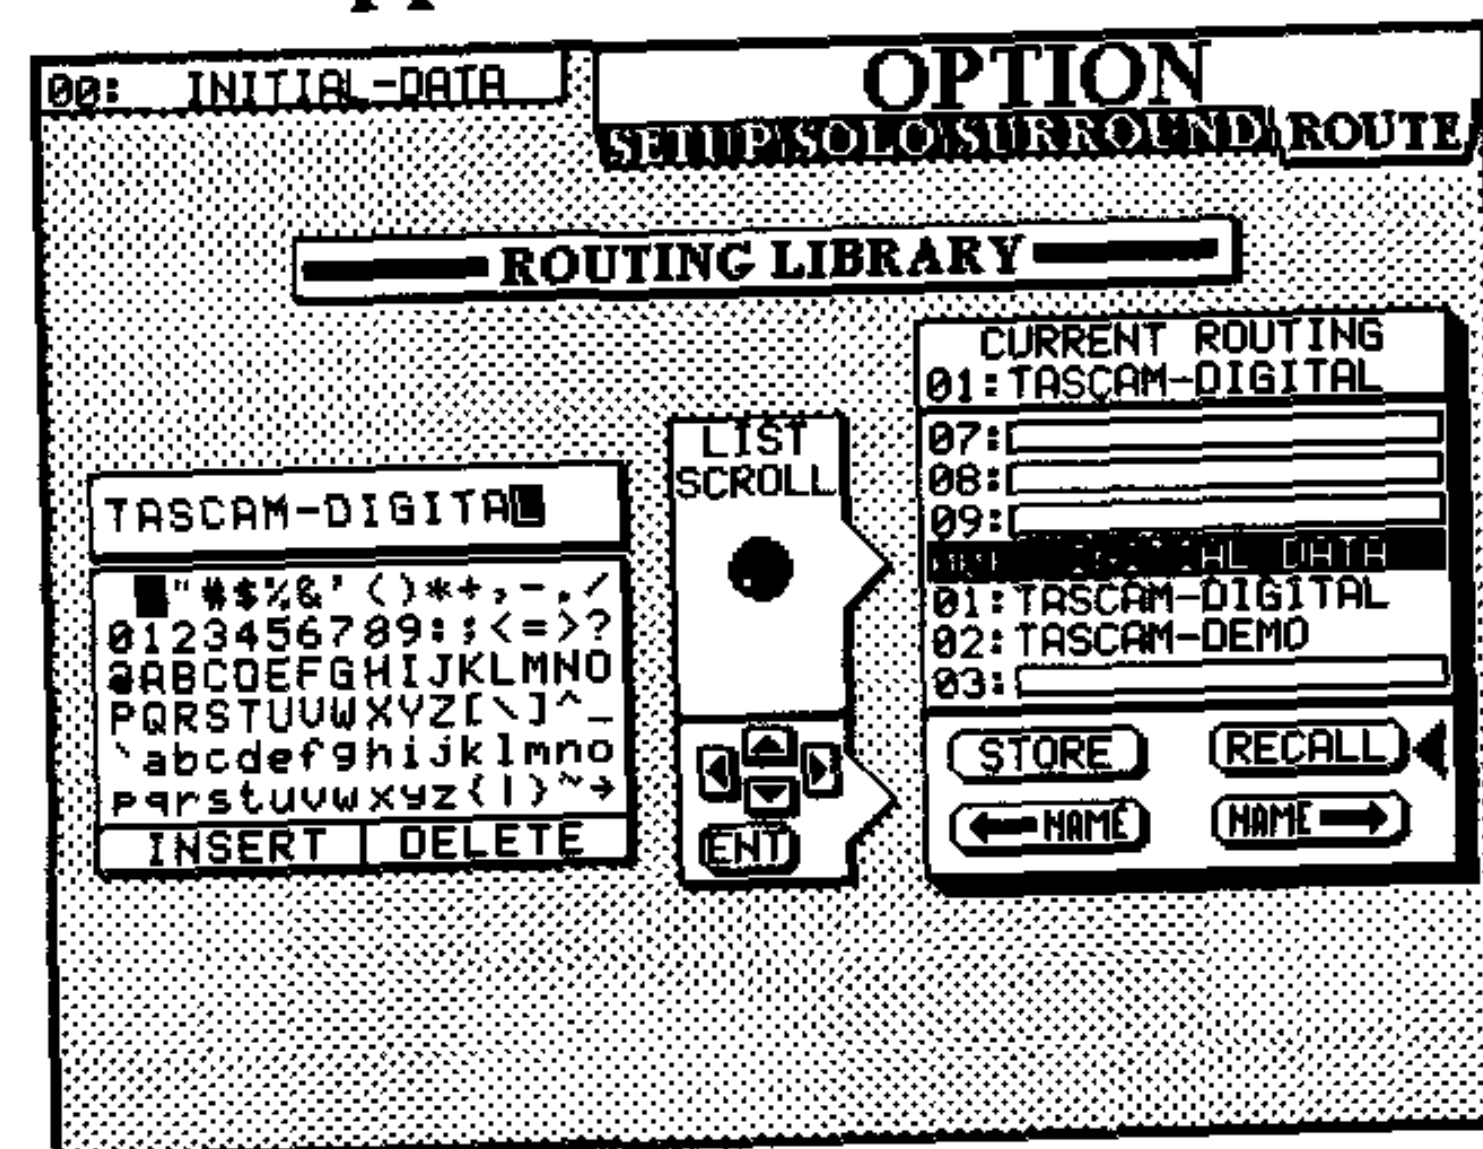 00: INITIAL-DATA
OPTION
SETUP SOLO SURROUND ROUTE
ROUTING LIBRARY
CURRENT ROUTING
01:TASCAM-DIGITAL
07:
08:
09:
DATA
01:TASCAM-DIGITAL
02:TASCAM-DEMO
03:
STORE RECALL
←NAME NAME→
LIST
SCROLL
ENT
TASCAM-DIGITAL
"#$%&'()*+,-./
0123456789:;<=>?
@ABCDEFGHIJKLMNO
PQRSTUVWXYZ[\]^_
`abcdefghijklmno
pqrstuvwxyz{|}~→
INSERT DELETE